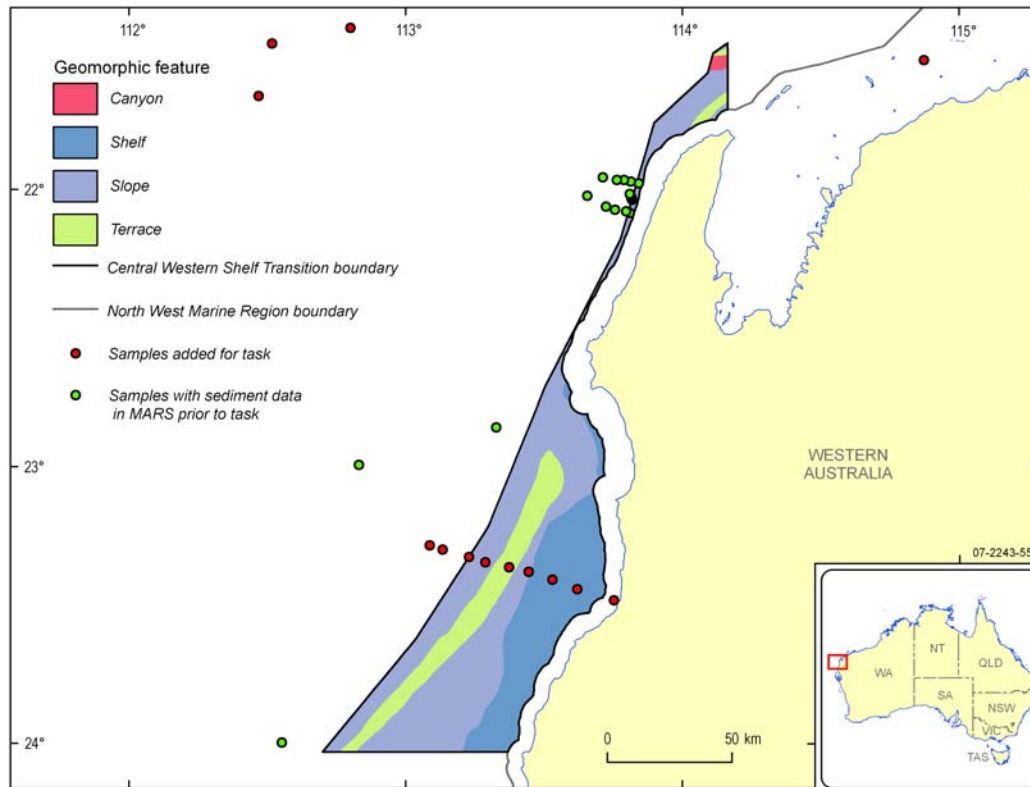 112°
113°
114°
115°
Geomorphic feature
Canyon
Shelf
Slope
Terrace
Central Western Shelf Transition boundary
North West Marine Region boundary
Samples added for task
Samples with sediment data
in MARS prior to task
22°
23°
24°
WESTERN
AUSTRALIA
07-2243-55
0 50 km
WA
NT
QLD
SA
NSW
VIC
TAS